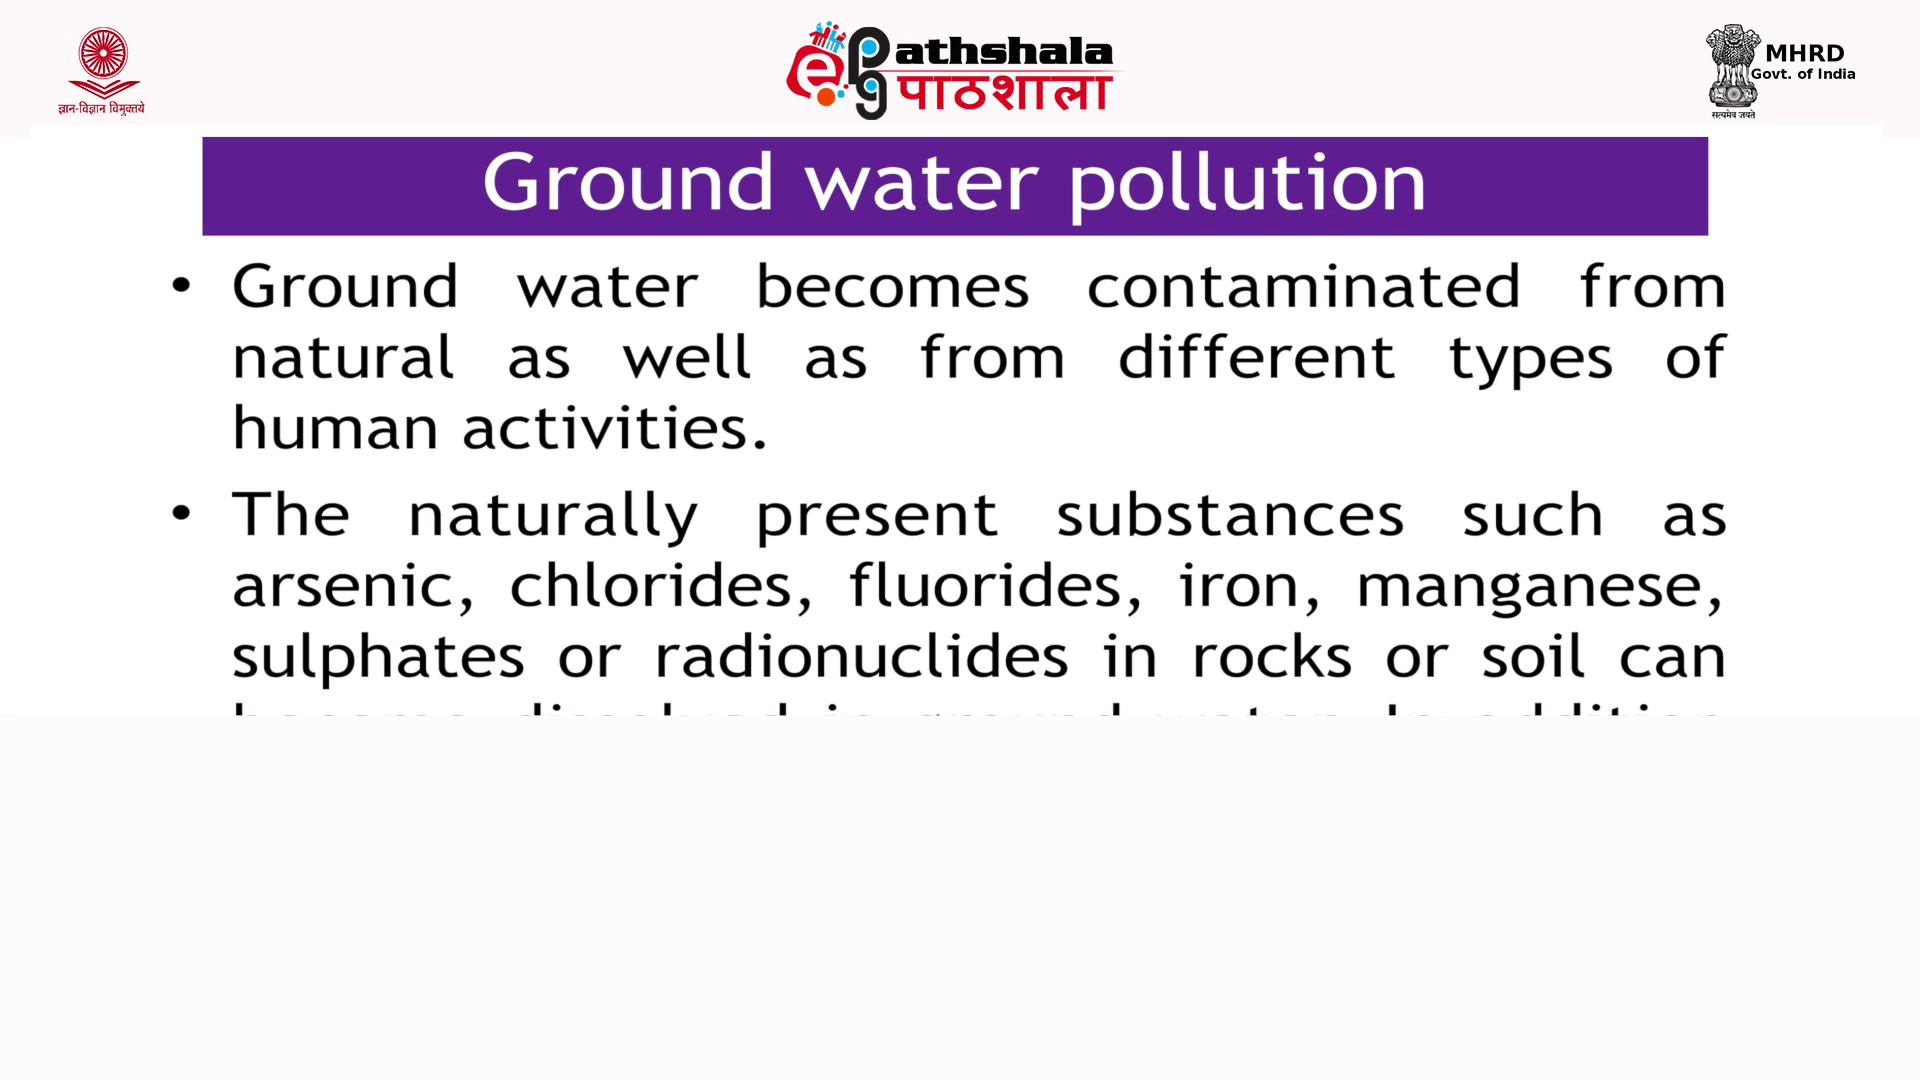 ज्ञान-विज्ञान विमुक्तये
e Pg athshala
पाठशाला
MHRD
Govt. of India
सत्यमेव जयते
Ground water pollution
• Ground water becomes contaminated from
natural as well as from different types of
human activities.
• The naturally present substances such as
arsenic, chlorides, fluorides, iron, manganese,
sulphates or radionuclides in rocks or soil can